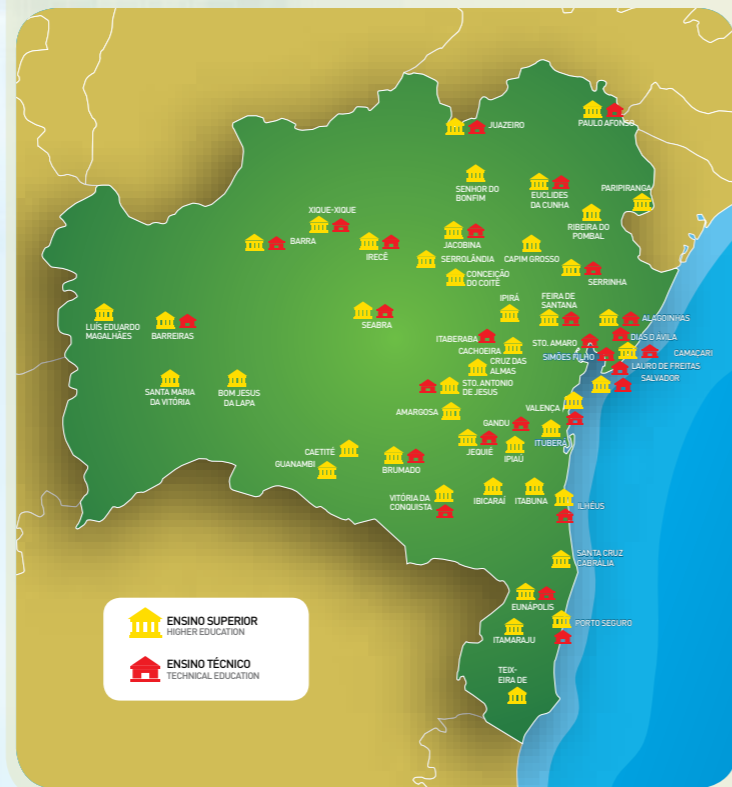 JUAZEIRO
PAULO AFONSO
SENHOR DO
BONFIM
EUCLIDES
DA CUNHA
PARIPIRANGA
XIQUE-XIQUE
RIBEIRA DO
POMBAL
BARRA
IRECÊ
JACOBINA
SERROLÂNDIA
CAPIM GROSSO
CONCEIÇÃO
DO COITÉ
SERRINHA
IPIRÁ
FEIRA DE
SANTANA
LUÍS EDUARDO
MAGALHÃES
BARREIRAS
SEABRA
ALAGOINHAS
ITABERABA
CACHOEIRA
STO. AMARO
DIAS D'AVILA
SIMÕES FILHO
CAMAÇARI
CRUZ DAS
ALMAS
LAURO DE FREITAS
SALVADOR
SANTA MARIA
DA VITÓRIA
BOM JESUS
DA LAPA
STO. ANTONIO
DE JESUS
AMARGOSA
VALENÇA
GANDU
ITUBERÁ
CAETITÉ
GUANAMBI
BRUMADO
JEQUIÉ
IPIAÚ
VITÓRIA DA
CONQUISTA
IBICARAÍ
ITABUNA
ILHÉUS
SANTA CRUZ
CABRÁLIA
EUNÁPOLIS
PORTO SEGURO
ITAMARAJU
TEIX-
EIRA DE
ENSINO SUPERIOR
HIGHER EDUCATION
ENSINO TÉCNICO
TECHNICAL EDUCATION